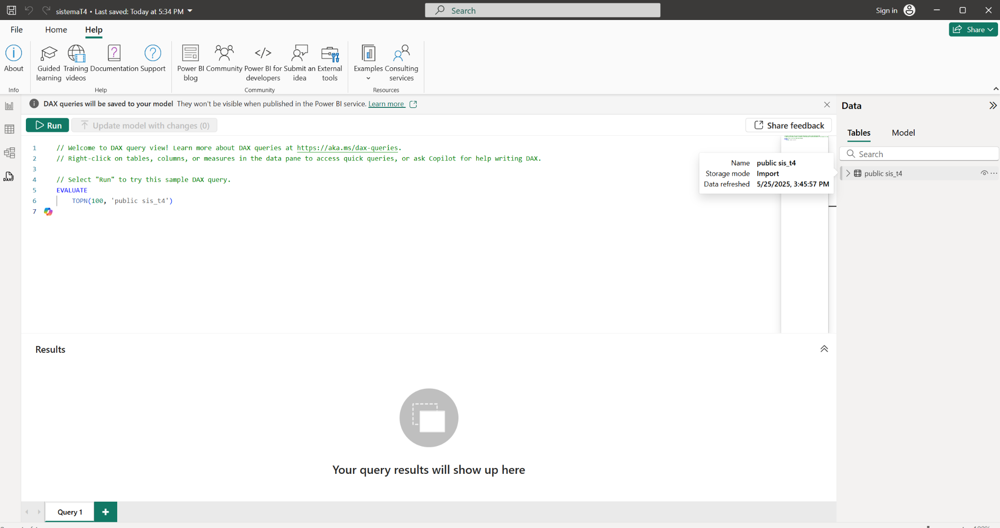 sistemaT4 • Last saved: Today at 5:34 PM
Search
Sign in
File Home Help
Share
About
Guided learning
Training videos
Documentation
Support
Power BI blog
Community
Power BI for developers
Submit an idea
External tools
Examples
Consulting services
Info
Help
Community
Resources
DAX queries will be saved to your model They won't be visible when published in the Power BI service. Learn more
Run
Update model with changes (0)
Share feedback
1 // Welcome to DAX query view! Learn more about DAX queries at https://aka.ms/dax-queries.
2 // Right-click on tables, columns, or measures in the data pane to access quick queries, or ask Copilot for help writing DAX.
3
4 // Select "Run" to try this sample DAX query.
5 EVALUATE
6 TOPN(100, 'public sis_t4')
7
DAX
Name public sis_t4
Storage mode Import
Data refreshed 5/25/2025, 3:45:57 PM
Data
Tables Model
Search
public sis_t4
Results
Your query results will show up here
Query 1